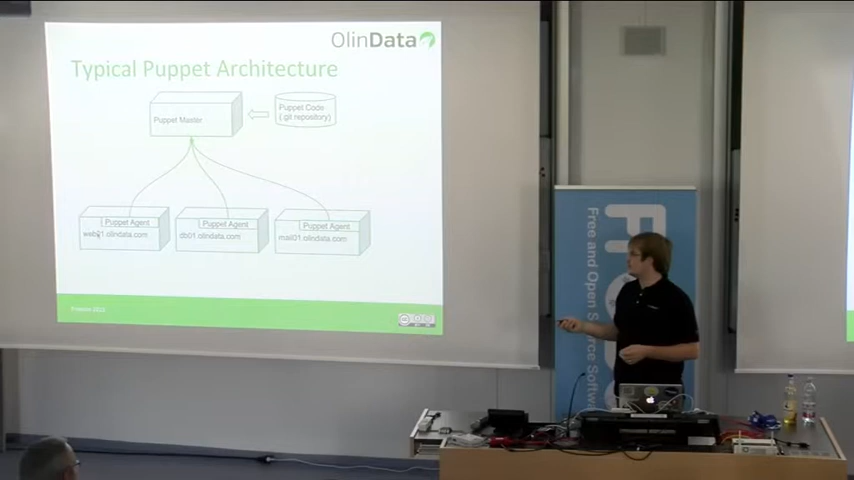 OlinData
Typical Puppet Architecture
Puppet Master
Puppet Code
( git repository)
Puppet Agent
web01.olindata.com
Puppet Agent
db01.olindata.com
Puppet Agent
mail01.olindata.com
Free and
Open Source Softwa